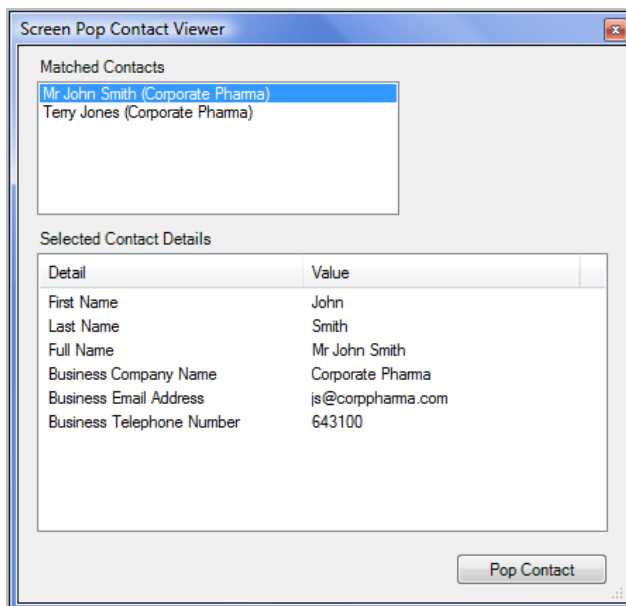 Screen Pop Contact Viewer
Matched Contacts
Mr John Smith (Corporate Pharma)
Terry Jones (Corporate Pharma)
Selected Contact Details
Detail Value
First Name John
Last Name Smith
Full Name Mr John Smith
Business Company Name Corporate Pharma
Business Email Address js@corppharma.com
Business Telephone Number 643100
Pop Contact